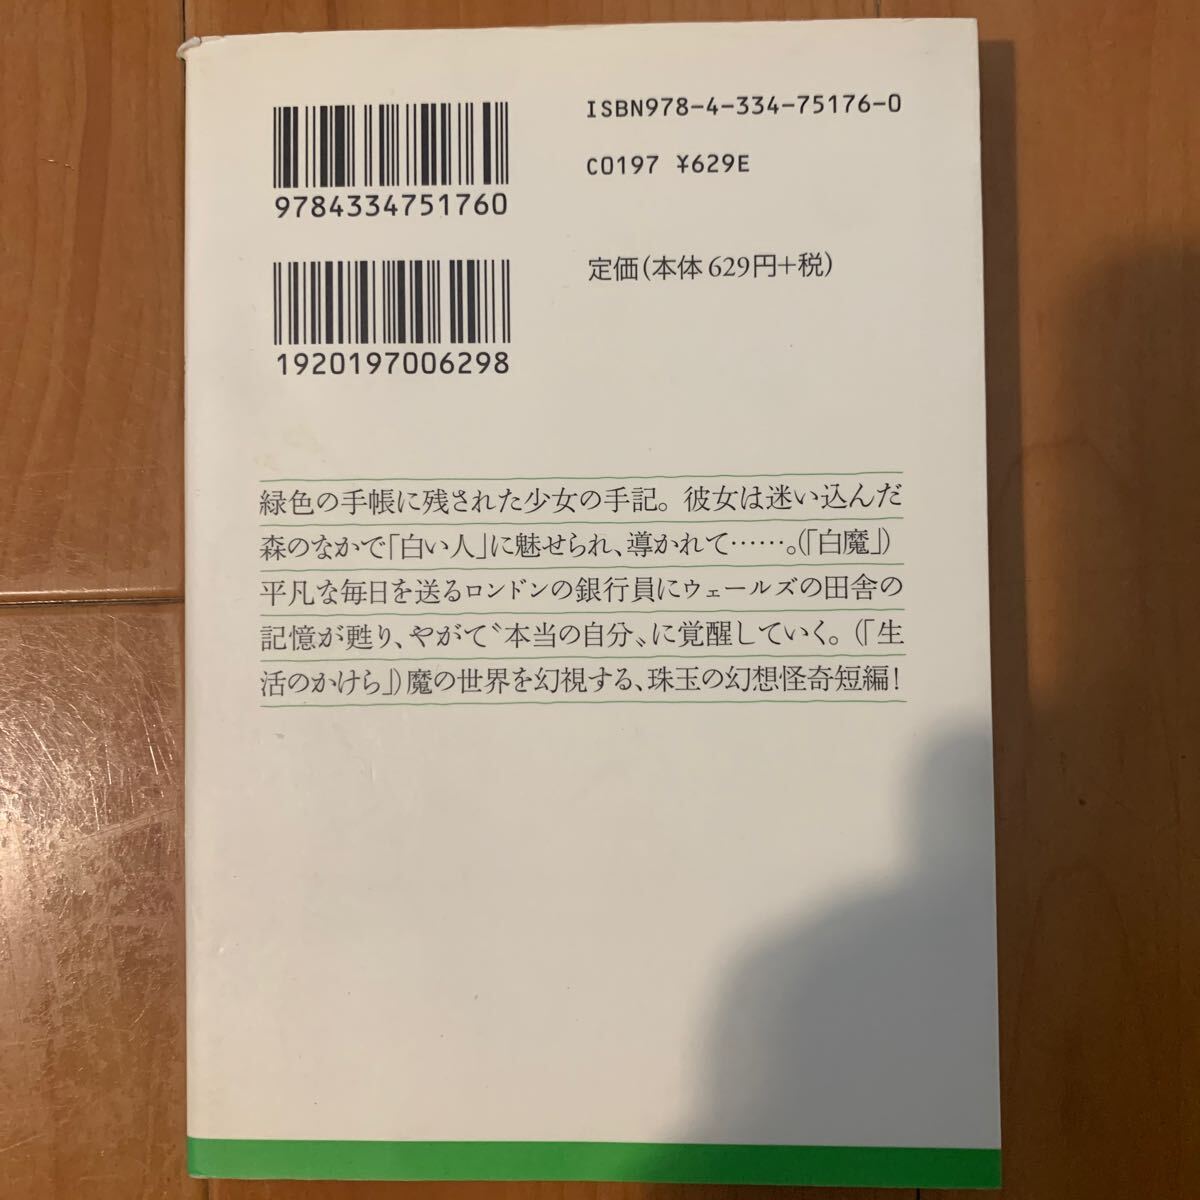 ISBN978-4-334-75176-0
9784334751760
C0197 ¥629E
定価(本体629円+税)
1920197006298
緑色の手帳に残された少女の手記。彼女は迷い込んだ
森のなかで「白い人」に魅せられ、導かれて……。(「白魔」)
平凡な毎日を送るロンドンの銀行員にウェールズの田舎の
記憶が甦り、やがて〝本当の自分〟に覚醒していく。(「生
活のかけら」)魔の世界を幻視する、珠玉の幻想怪奇短編!